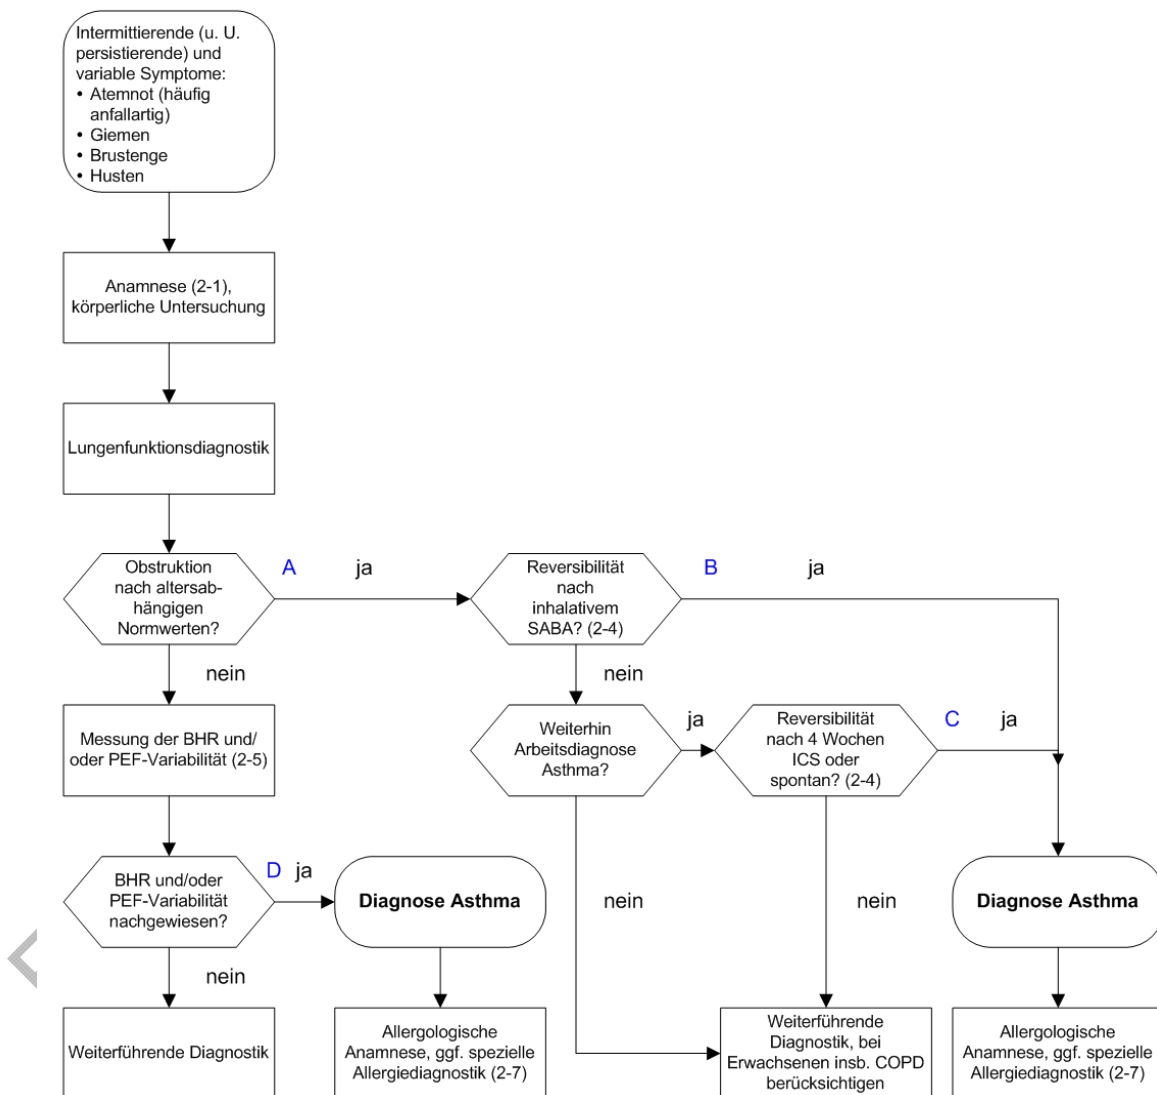 Intermittierende (u. U.
persistierende) und
variable Symptome:
• Atemnot (häufig
anfallartig)
• Giemen
• Brustenge
• Husten
Anamnese (2-1),
körperliche Untersuchung
Lungenfunktionsdiagnostik
Obstruktion
nach altersab-
hängigen
Normwerten?
A
ja
Reversibilität
nach
inhalativem
SABA? (2-4)
B
ja
nein
nein
Messung der BHR und/
oder PEF-Variabilität (2-5)
Weiterhin
Arbeitsdiagnose
Asthma?
ja
Reversibilität
nach 4 Wochen
ICS oder
spontan? (2-4)
C
ja
BHR und/oder
PEF-Variabilität
nachgewiesen?
D
ja
Diagnose Asthma
nein
nein
Diagnose Asthma
nein
Weiterführende Diagnostik
Allergologische
Anamnese, ggf. spezielle
Allergiediagnostik (2-7)
Weiterführende
Diagnostik, bei
Erwachsenen insb. COPD
berücksichtigen
Allergologische
Anamnese, ggf. spezielle
Allergiediagnostik (2-7)